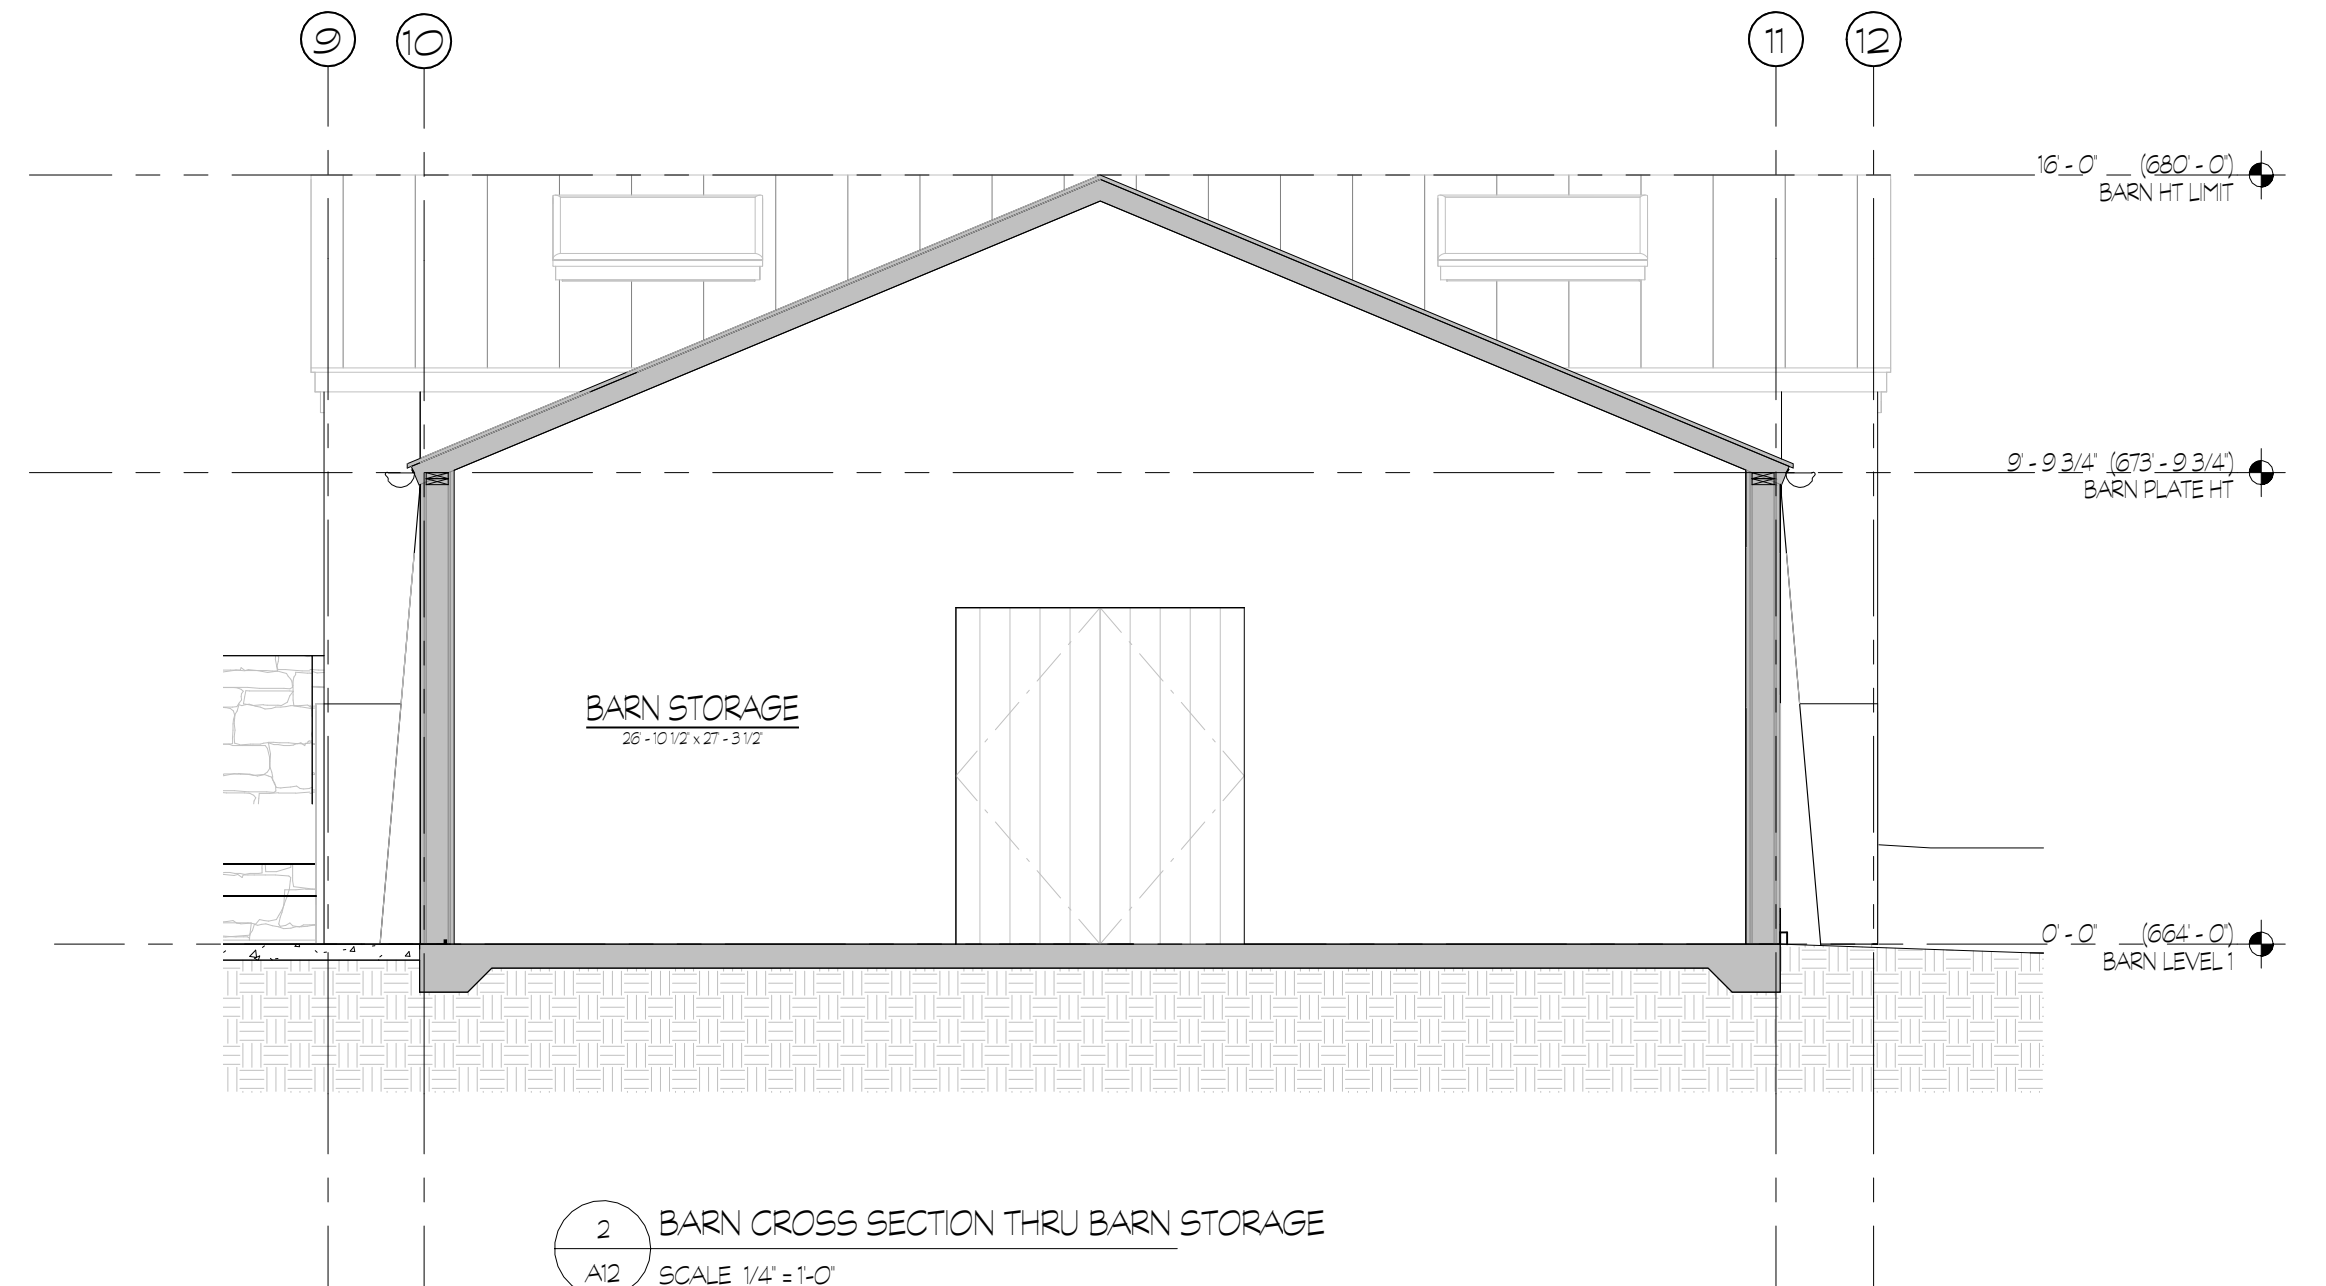 9 10 11 12
16' - 0" (680' - 0")
BARN HT LIMIT
9' - 9 3/4" (673' - 9 3/4")
BARN PLATE HT
BARN STORAGE
26' - 10 1/2" x 27' - 3 1/2"
0' - 0" (664' - 0")
BARN LEVEL 1
2 BARN CROSS SECTION THRU BARN STORAGE
A12 SCALE 1/4" = 1'-0"